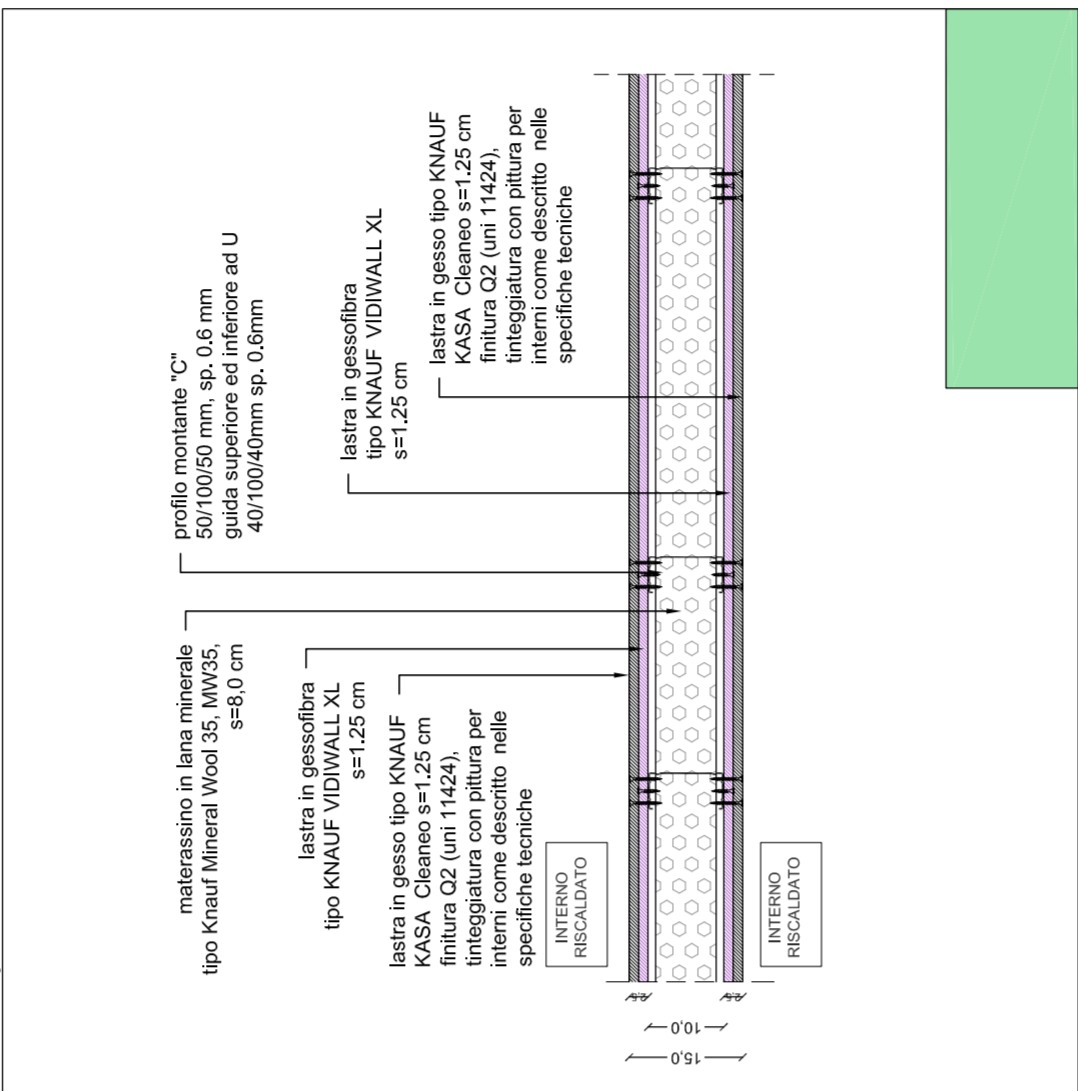 materassino in lana minerale
tipo Knauf Mineral Wool 35, MW35,
s=8,0 cm
profilo montante "C"
50/100/50 mm, sp. 0.6 mm
guida superiore ed inferiore ad U
40/100/40mm sp. 0.6mm
lastra in gessofibra
tipo KNAUF VIDIWALL XL
s=1.25 cm
lastra in gessofibra
tipo KNAUF VIDIWALL XL
s=1.25 cm
lastra in gesso tipo KNAUF
KASA Cleaneo s=1.25 cm
finitura Q2 (uni 11424),
tinteggiatura con pittura per
interni come descritto nelle
specifiche tecniche
lastra in gesso tipo KNAUF
KASA Cleaneo s=1.25 cm
finitura Q2 (uni 11424),
tinteggiatura con pittura per
interni come descritto nelle
specifiche tecniche
INTERNO
RISCALDATO
INTERNO
RISCALDATO
2,5
2,5
10,0
15,0